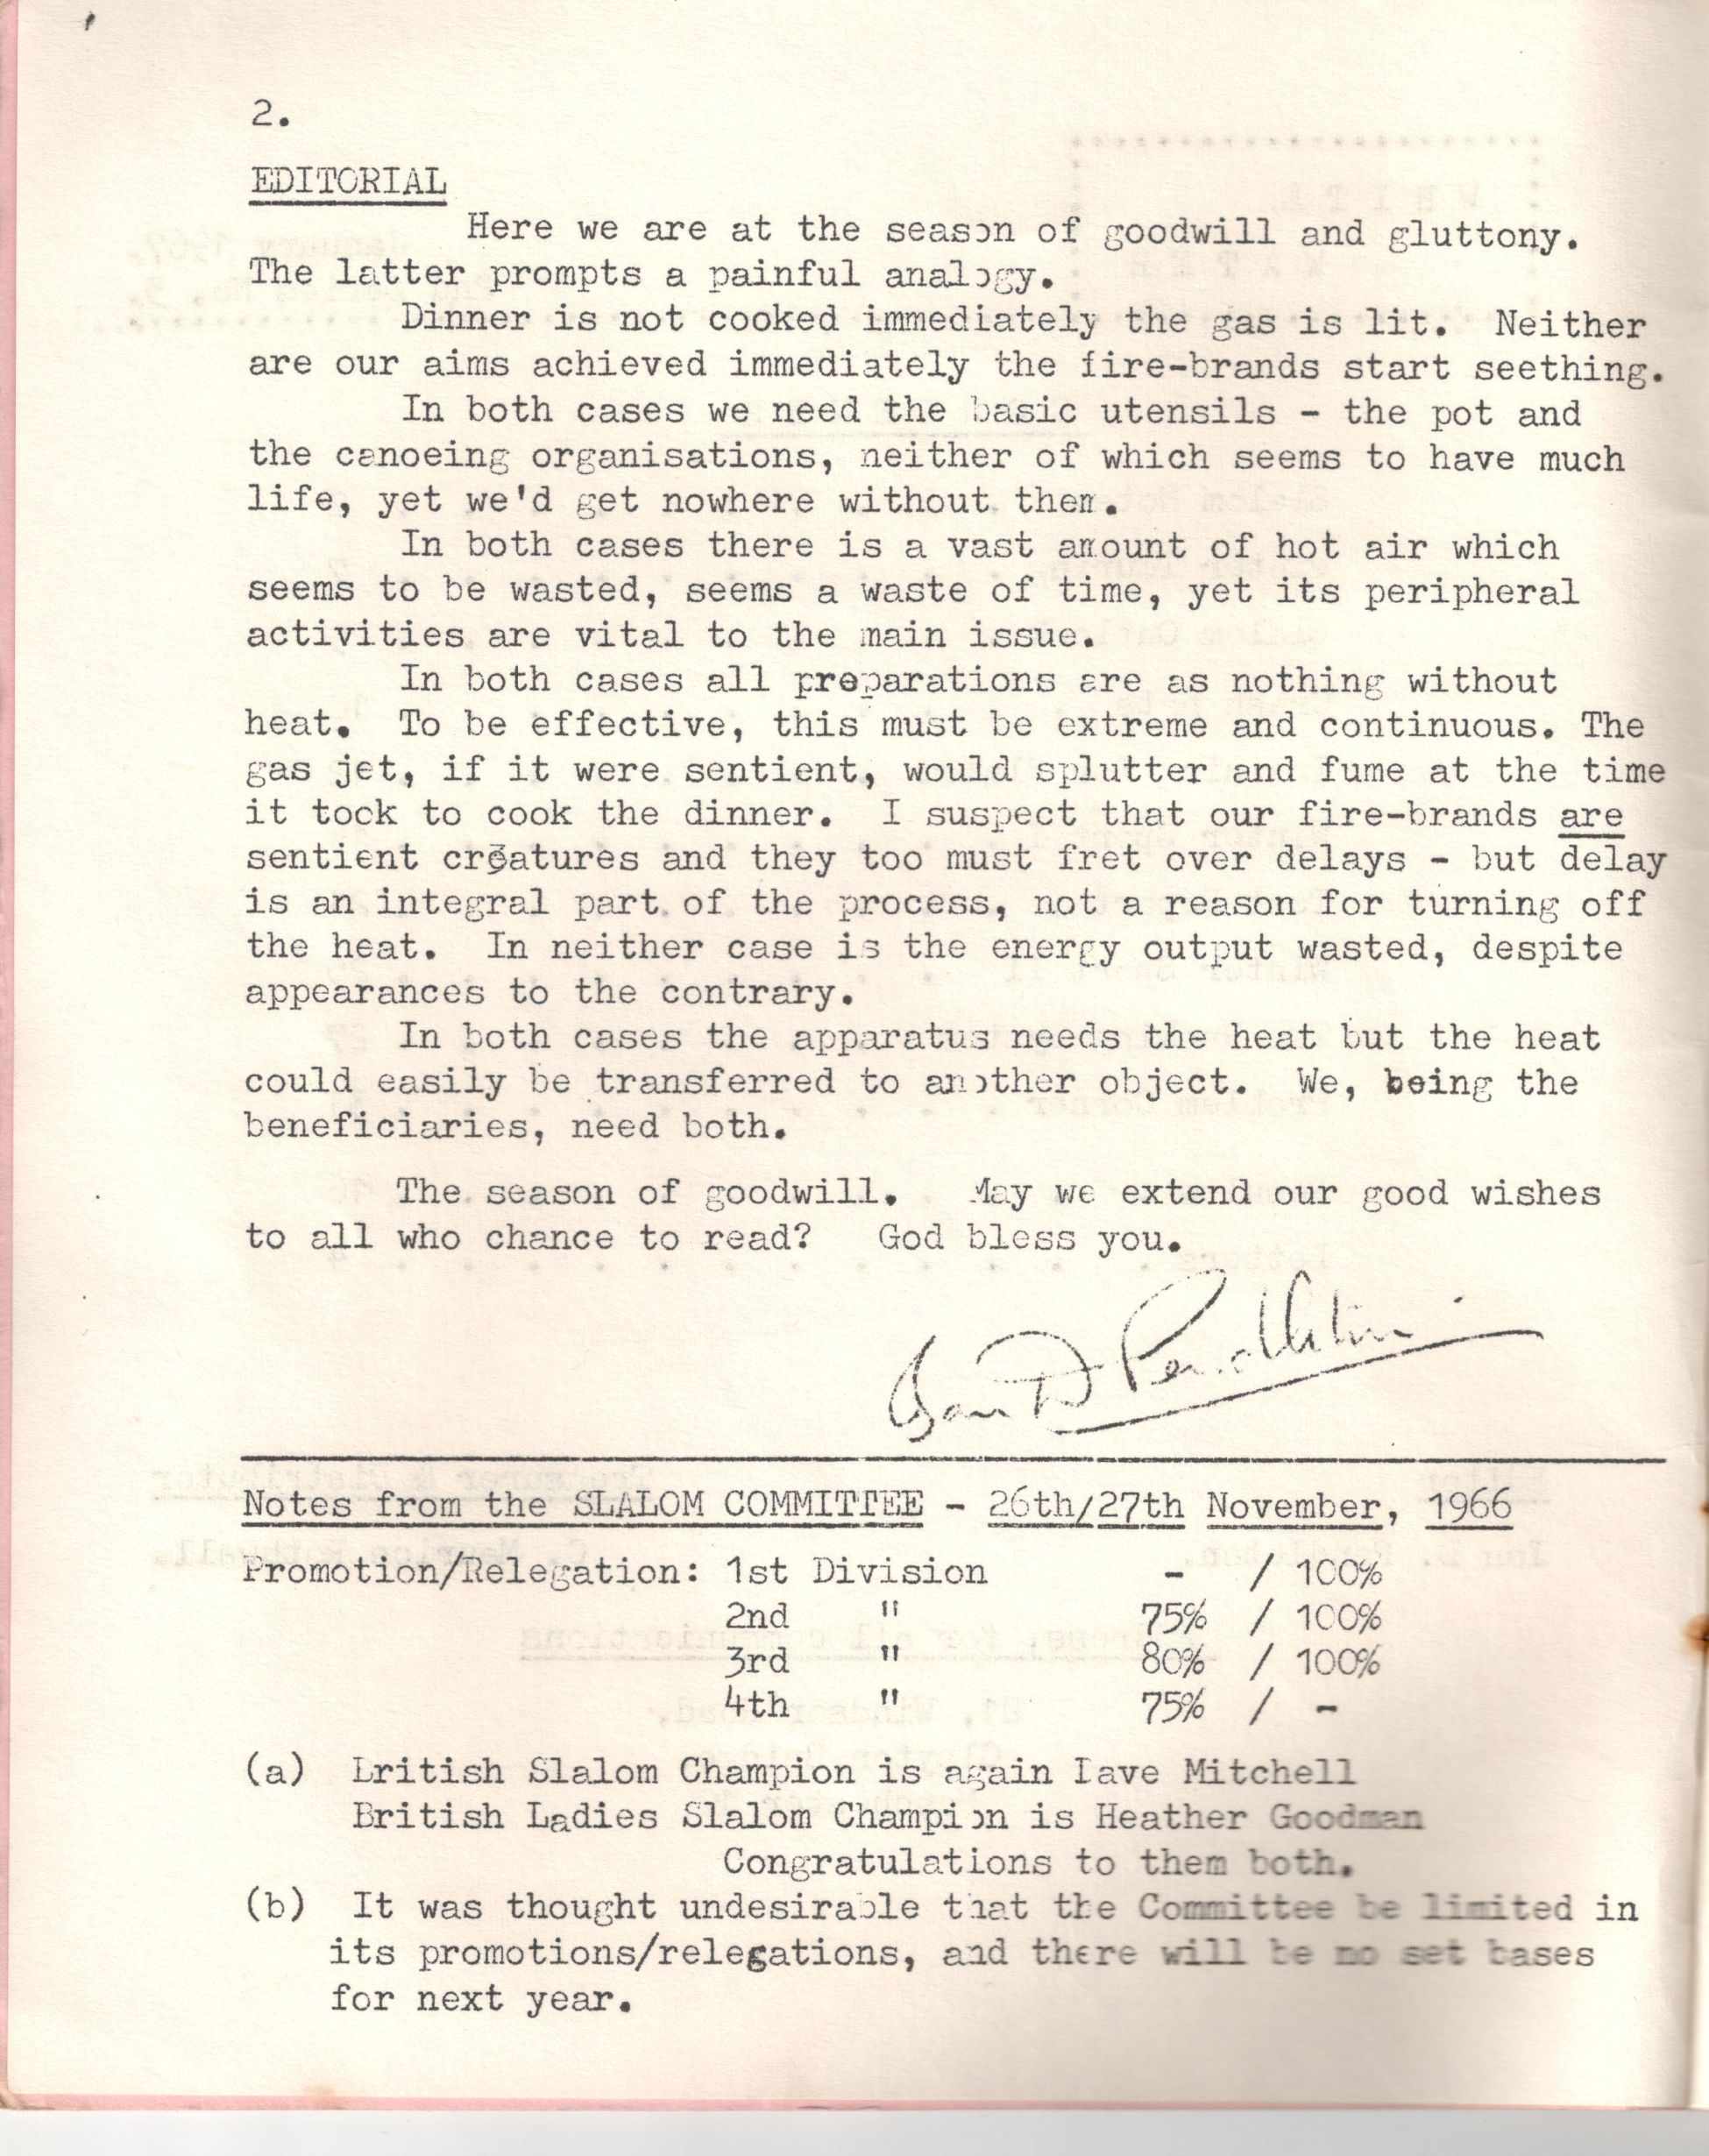 2.
EDITORIAL
Here we are at the season of goodwill and gluttony.
The latter prompts a painful analogy.
Dinner is not cooked immediately the gas is lit. Neither
are our aims achieved immediately the fire-brands start seething.
In both cases we need the basic utensils - the pot and
the canoeing organisations, neither of which seems to have much
life, yet we'd get nowhere without them.
In both cases there is a vast amount of hot air which
seems to be wasted, seems a waste of time, yet its peripheral
activities are vital to the main issue.
In both cases all preparations are as nothing without
heat. To be effective, this must be extreme and continuous. The
gas jet, if it were sentient, would splutter and fume at the time
it took to cook the dinner. I suspect that our fire-brands are
sentient creatures and they too must fret over delays - but delay
is an integral part of the process, not a reason for turning off
the heat. In neither case is the energy output wasted, despite
appearances to the contrary.
In both cases the apparatus needs the heat but the heat
could easily be transferred to another object. We, being the
beneficiaries, need both.
The season of goodwill. May we extend our good wishes
to all who chance to read? God bless you.
Notes from the SLALOM COMMITTEE - 26th/27th November, 1966
Promotion/Relegation: 1st Division - / 100%
2nd " 75% / 100%
3rd " 80% / 100%
4th " 75% / -
(a) British Slalom Champion is again Dave Mitchell
British Ladies Slalom Champion is Heather Goodman
Congratulations to them both.
(b) It was thought undesirable that the Committee be limited in
its promotions/relegations, and there will be no set bases
for next year.